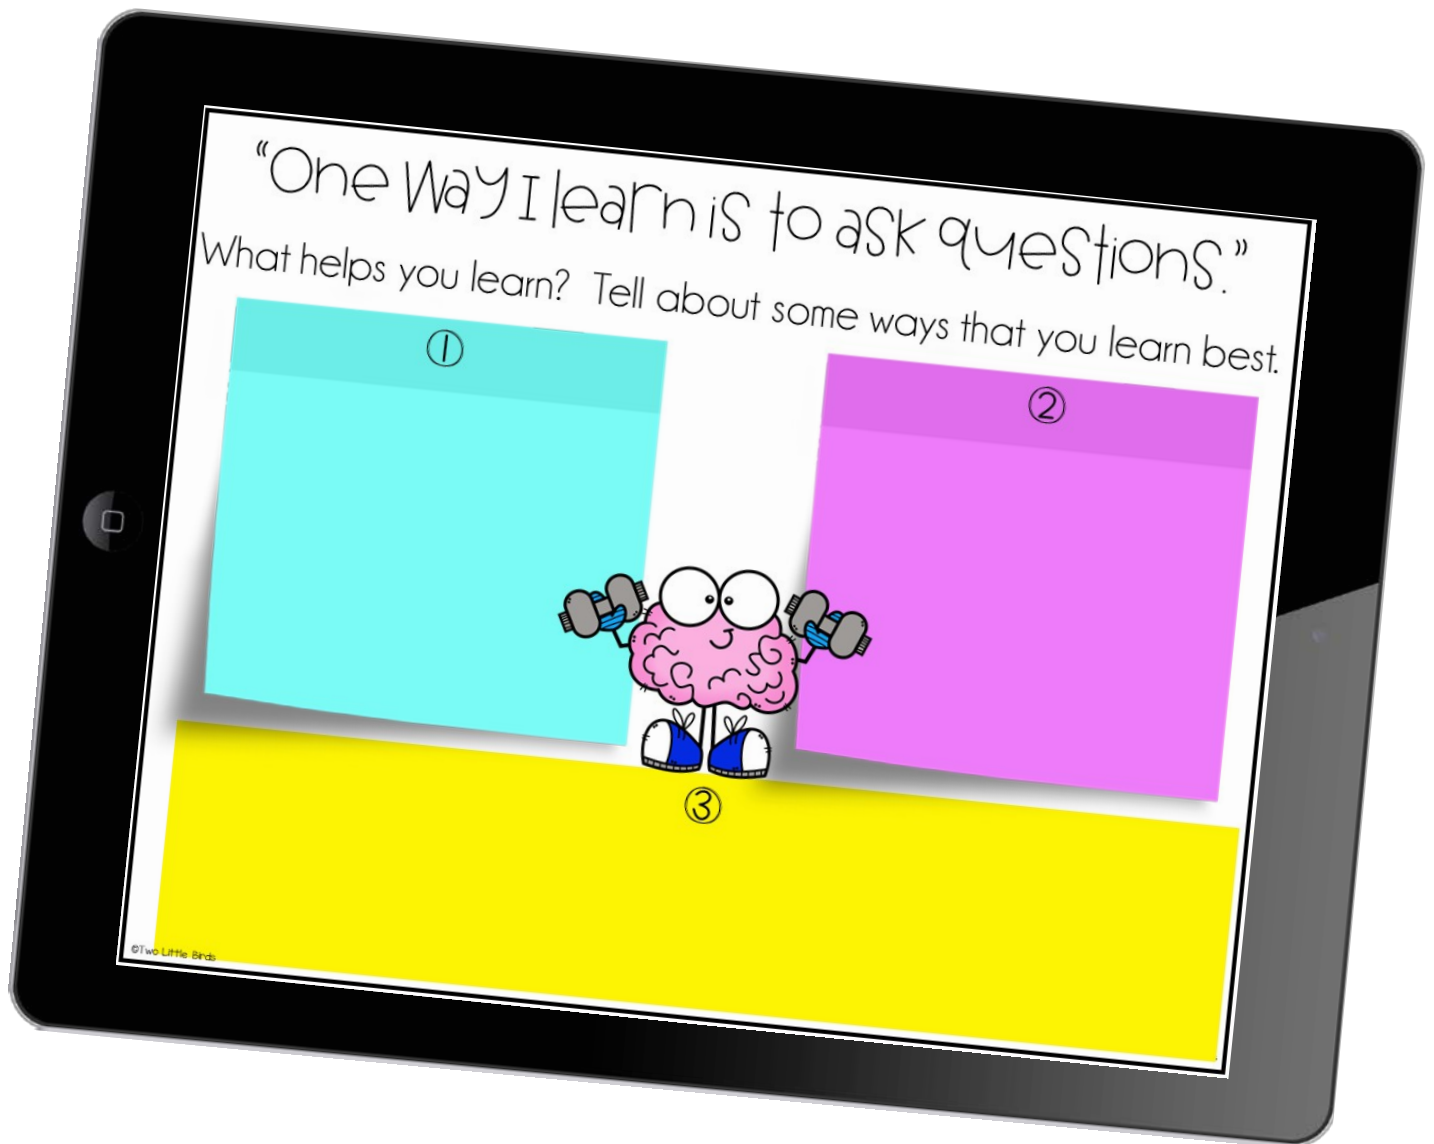 “One Way I learn is to ask questions.”
What helps you learn? Tell about some ways that you learn best.
①
②
③
©Two Little Birds